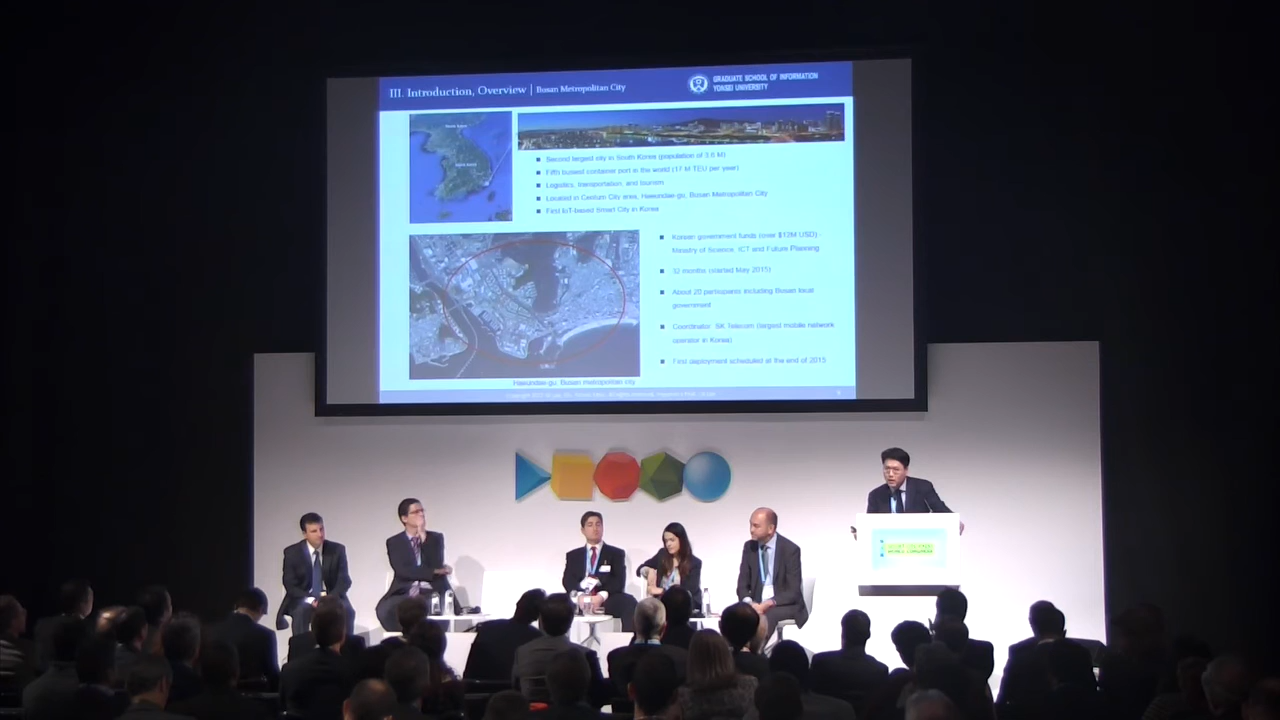 III. Introduction, Overview | Busan Metropolitan City
GRADUATE SCHOOL OF INFORMATION
YONSEI UNIVERSITY
■ Second largest city in South Korea (population of 3.6 M)
■ Fifth busiest container port in the world (17 M TEU per year)
■ Logistics, transportation, and tourism
■ Located in Centum City area, Haeundae-gu, Busan Metropolitan City
■ First IoT-based Smart City in Korea
■ Korean government funds (over $12M USD) -
Ministry of Science, ICT and Future Planning
■ 32 months (started May 2015)
■ About 20 participants including Busan local
government
■ Coordinator: SK Telecom (largest mobile network
operator in Korea)
■ First deployment scheduled at the end of 2015
Haeundae-gu, Busan metropolitan city